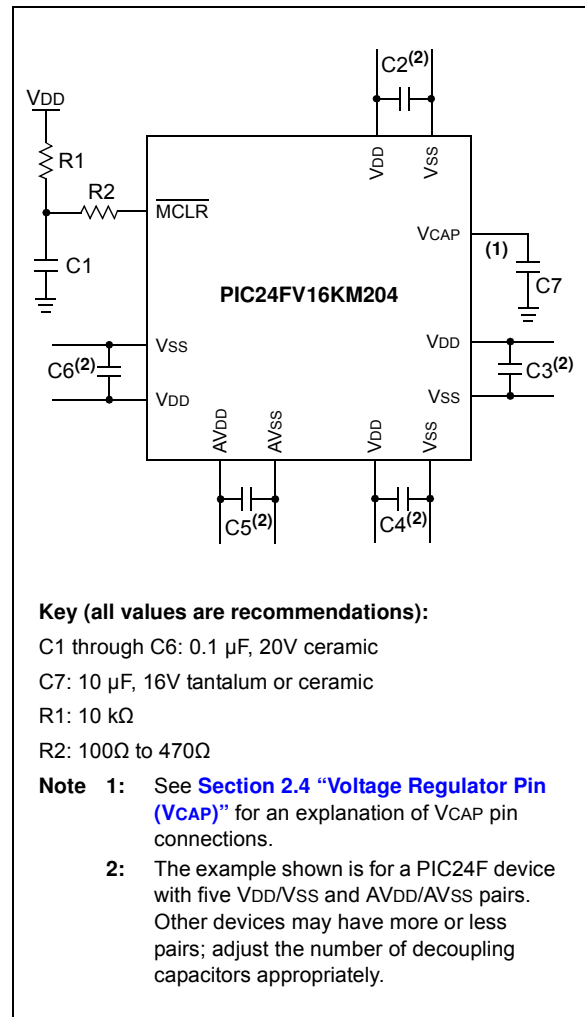 C2(2)
VDD
R1
R2
C1
VDD
VSS
MCLR
VCAP
(1)
C7
PIC24FV16KM204
VSS
C6(2)
VDD
VDD
C3(2)
VSS
AVDD
AVSS
VDD
VSS
C5(2)
C4(2)
Key (all values are recommendations):
C1 through C6: 0.1 µF, 20V ceramic
C7: 10 µF, 16V tantalum or ceramic
R1: 10 kΩ
R2: 100Ω to 470Ω
Note 1: See Section 2.4 “Voltage Regulator Pin
(VCAP)” for an explanation of VCAP pin
connections.
2: The example shown is for a PIC24F device
with five VDD/VSS and AVDD/AVSS pairs.
Other devices may have more or less
pairs; adjust the number of decoupling
capacitors appropriately.